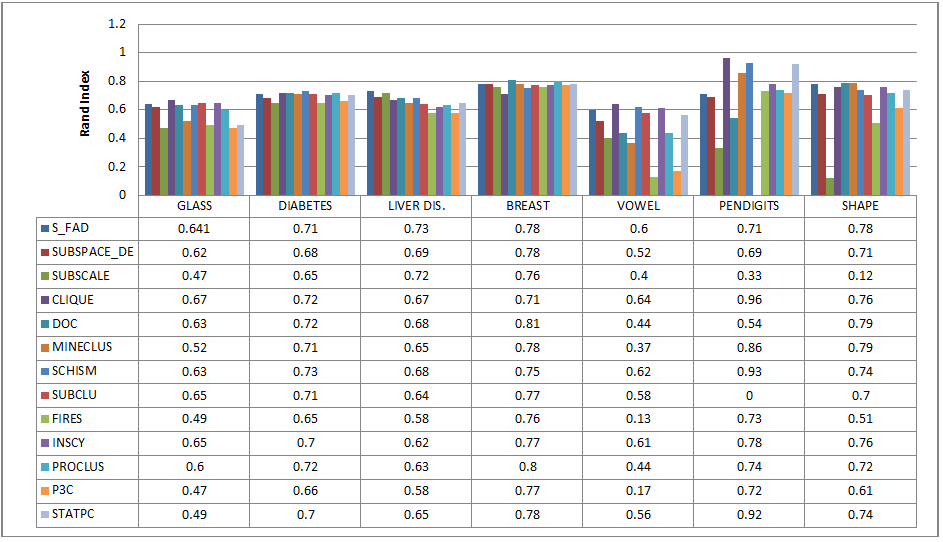 1.2
1
0.8
0.6
0.4
0.2
0
Rand Index
GLASS DIABETES LIVER DIS. BREAST VOWEL PENDIGITS SHAPE
S_FAD 0.641 0.71 0.73 0.78 0.6 0.71 0.78
SUBSPACE_DE 0.62 0.68 0.69 0.78 0.52 0.69 0.71
SUBSCALE 0.47 0.65 0.72 0.76 0.4 0.33 0.12
CLIQUE 0.67 0.72 0.67 0.71 0.64 0.96 0.76
DOC 0.63 0.72 0.68 0.81 0.44 0.54 0.79
MINECLUS 0.52 0.71 0.65 0.78 0.37 0.86 0.79
SCHISM 0.63 0.73 0.68 0.75 0.62 0.93 0.74
SUBCLU 0.65 0.71 0.64 0.77 0.58 0 0.7
FIRES 0.49 0.65 0.58 0.76 0.13 0.73 0.51
INSCY 0.65 0.7 0.62 0.77 0.61 0.78 0.76
PROCLUS 0.6 0.72 0.63 0.8 0.44 0.74 0.72
P3C 0.47 0.66 0.58 0.77 0.17 0.72 0.61
STATPC 0.49 0.7 0.65 0.78 0.56 0.92 0.74